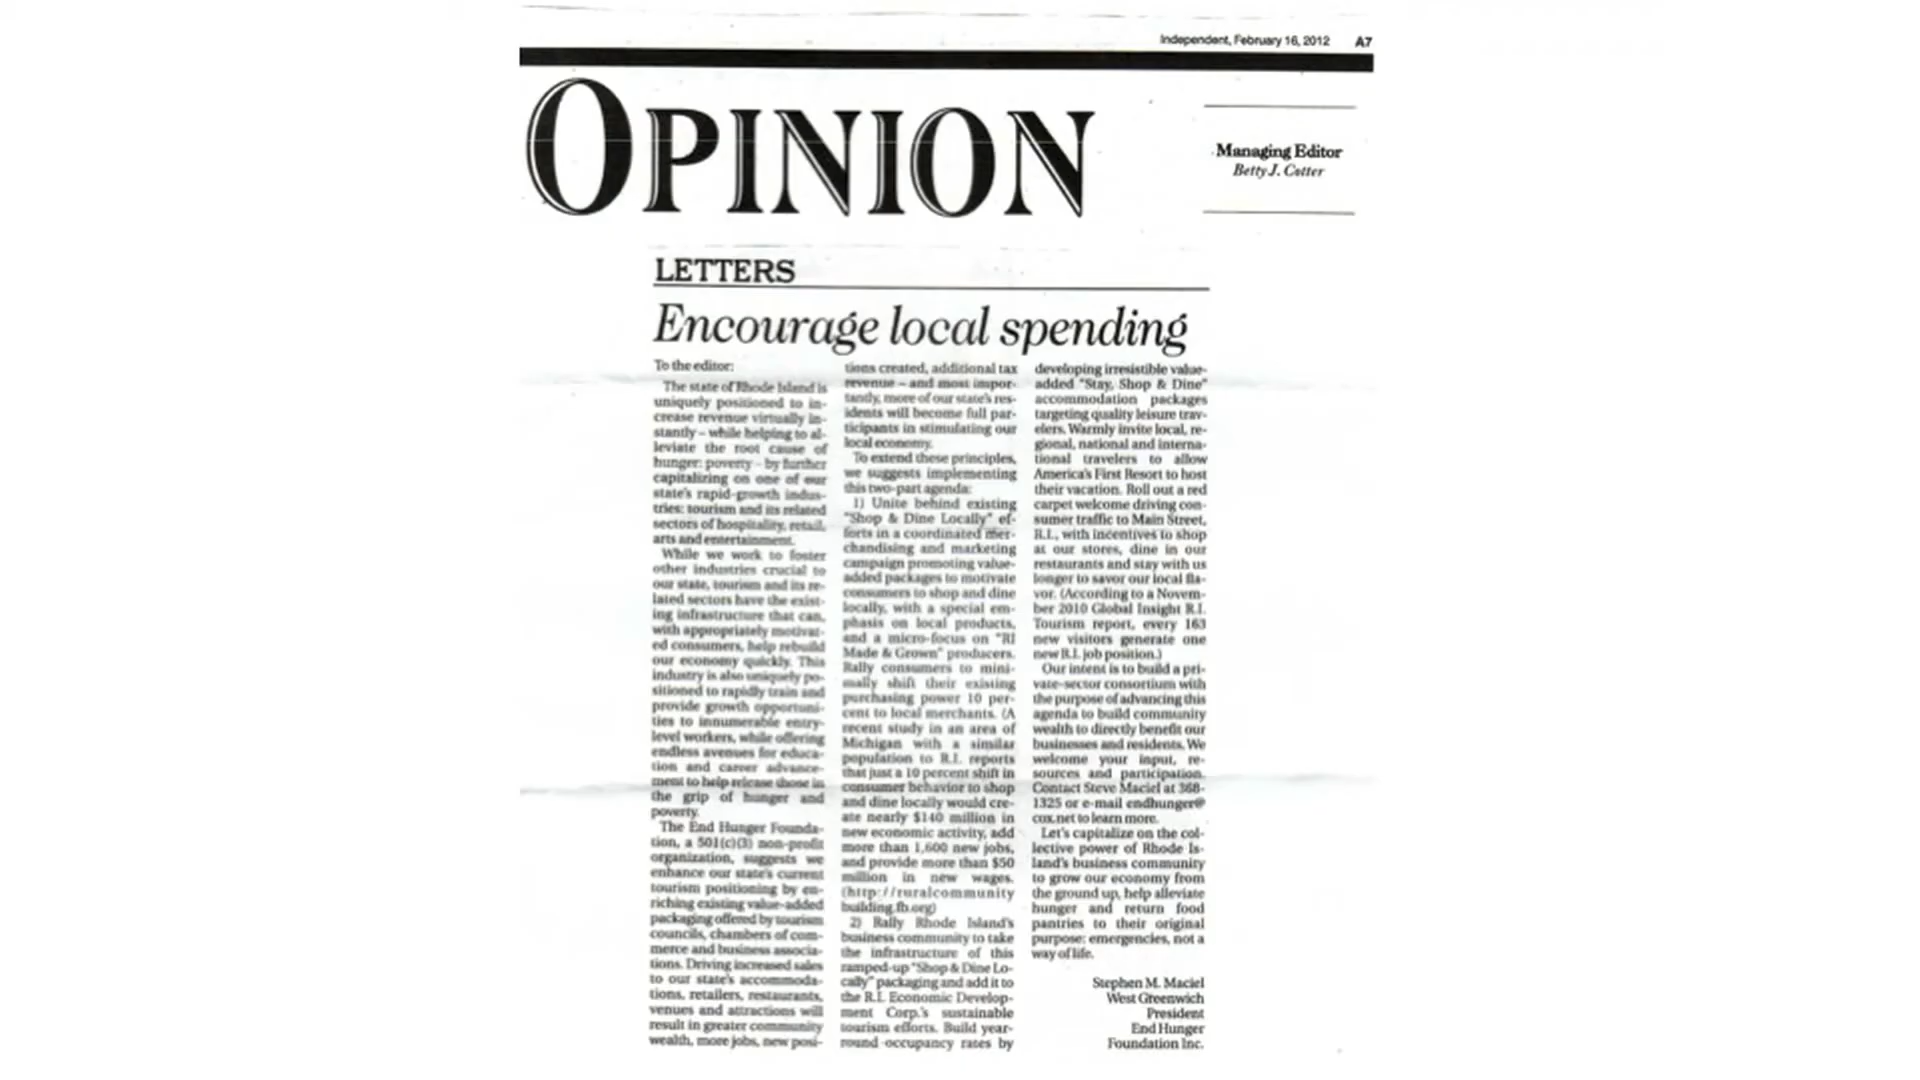 Independent, February 16, 2012 A7
OPINION
Managing Editor
Betty J. Cotter
LETTERS
Encourage local spending
To the editor:
The state of Rhode Island is
uniquely positioned to in-
crease revenue virtually in-
stantly – while helping to al-
leviate the root cause of
hunger: poverty – by further
capitalizing on one of our
state's rapid-growth indus-
tries: tourism and its related
sectors of hospitality, retail,
arts and entertainment.
While we work to foster
other industries crucial to
our state, tourism and its re-
lated sectors have the exist-
ing infrastructure that can,
with appropriately motivat-
ed consumers, help rebuild
our economy quickly. This
industry is also uniquely po-
sitioned to rapidly train and
provide growth opportuni-
ties to innumerable entry-
level workers, while offering
endless avenues for educa-
tion and career advance-
ment to help release those in
the grip of hunger and
poverty.
The End Hunger Founda-
tion, a 501(c)(3) non-profit
organization, suggests we
enhance our state's current
tourism positioning by en-
riching existing value-added
packaging offered by tourism
councils, chambers of com-
merce and business associa-
tions. Driving increased sales
to our state's accommoda-
tions, retailers, restaurants,
venues and attractions will
result in greater community
wealth, more jobs, new posi-
tions created, additional tax
revenue – and most impor-
tantly, more of our state's res-
idents will become full par-
ticipants in stimulating our
local economy.
To extend these principles,
we suggests implementing
this two-part agenda:
1) Unite behind existing
"Shop & Dine Locally" ef-
forts in a coordinated mer-
chandising and marketing
campaign promoting value-
added packages to motivate
consumers to shop and dine
locally, with a special em-
phasis on local products,
and a micro-focus on "RI
Made & Grown" producers.
Rally consumers to mini-
mally shift their existing
purchasing power 10 per-
cent to local merchants. (A
recent study in an area of
Michigan with a similar
population to R.I. reports
that just a 10 percent shift in
consumer behavior to shop
and dine locally would cre-
ate nearly $140 million in
new economic activity, add
more than 1,600 new jobs,
and provide more than $50
million in new wages.
(http://ruralcommunity
building.fb.org)
2) Rally Rhode Island's
business community to take
the infrastructure of this
ramped-up "Shop & Dine Lo-
cally" packaging and add it to
the R.I. Economic Develop-
ment Corp.'s sustainable
tourism efforts. Build year-
round occupancy rates by
developing irresistible value-
added "Stay, Shop & Dine"
accommodation packages
targeting quality leisure trav-
elers. Warmly invite local, re-
gional, national and interna-
tional travelers to allow
America's First Resort to host
their vacation. Roll out a red
carpet welcome driving con-
sumer traffic to Main Street,
R.I., with incentives to shop
at our stores, dine in our
restaurants and stay with us
longer to savor our local fla-
vor. (According to a Novem-
ber 2010 Global Insight R.I.
Tourism report, every 163
new visitors generate one
new R.I. job position.)
Our intent is to build a pri-
vate-sector consortium with
the purpose of advancing this
agenda to build community
wealth to directly benefit our
businesses and residents. We
welcome your input, re-
sources and participation.
Contact Steve Maciel at 368-
1325 or e-mail endhunger@
cox.net to learn more.
Let's capitalize on the col-
lective power of Rhode Is-
land's business community
to grow our economy from
the ground up, help alleviate
hunger and return food
pantries to their original
purpose: emergencies, not a
way of life.
Stephen M. Maciel
West Greenwich
President
End Hunger
Foundation Inc.